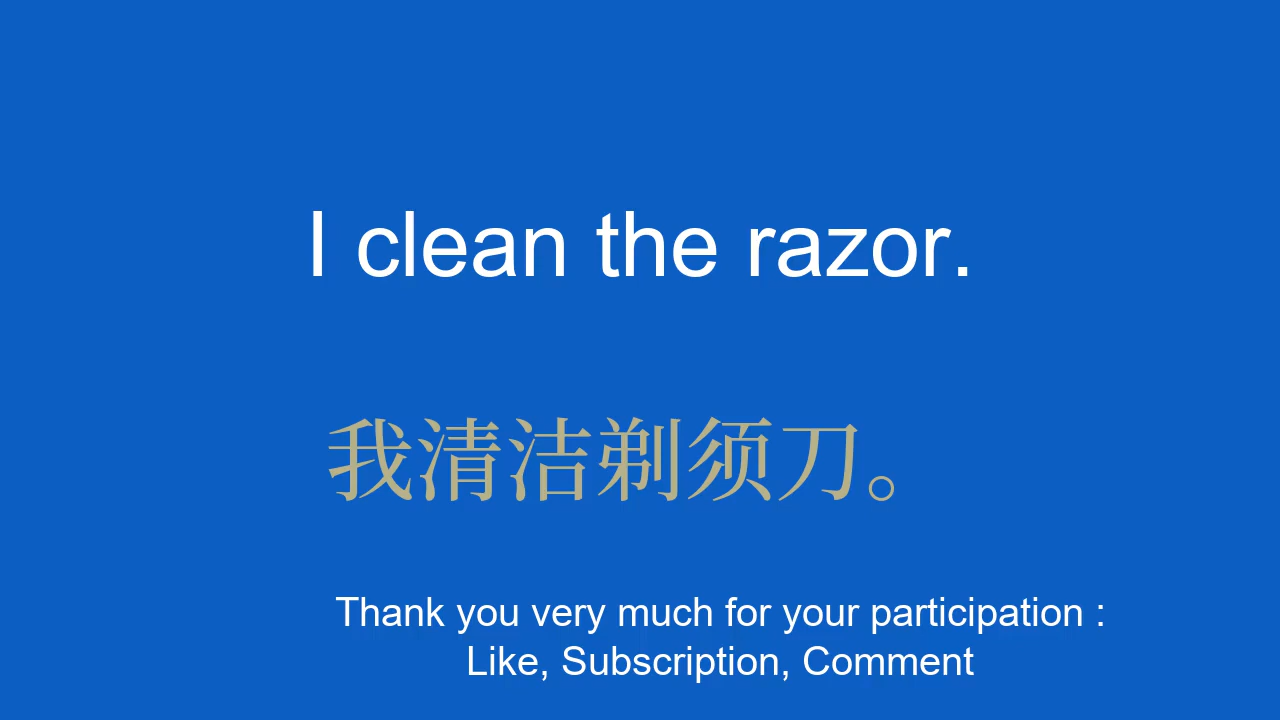 I clean the razor.
我清洁剃须刀。
Thank you very much for your participation :
Like, Subscription, Comment